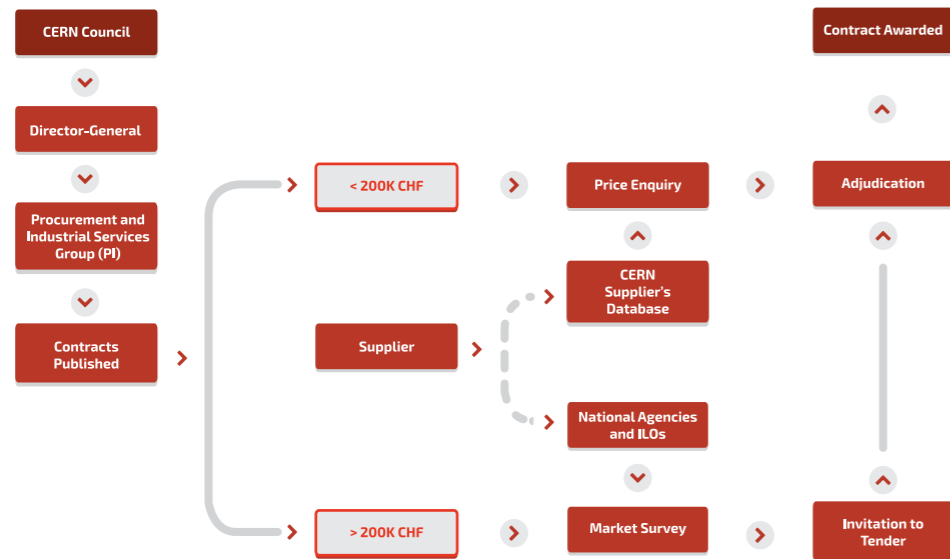 CERN Council
Contract Awarded
Director-General
< 200K CHF
Price Enquiry
Adjudication
Procurement and
Industrial Services
Group (PI)
CERN
Supplier's
Database
Contracts
Published
Supplier
National Agencies
and ILOs
> 200K CHF
Market Survey
Invitation to
Tender